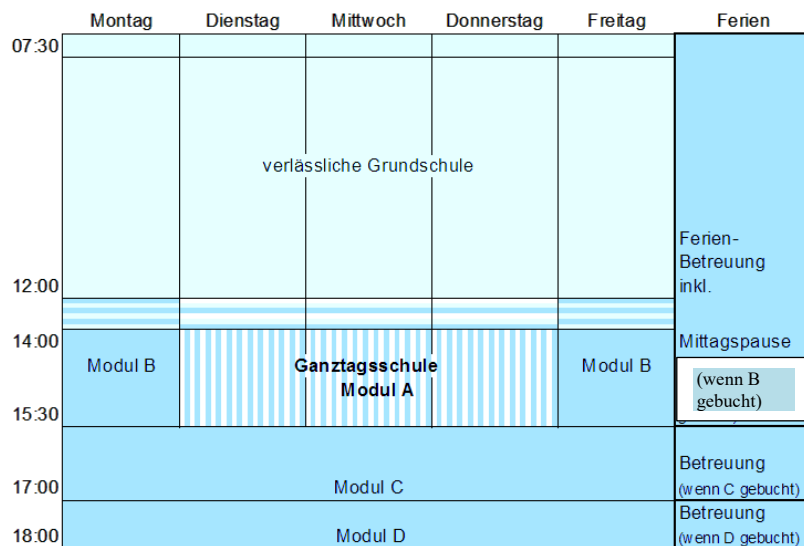 Montag Dienstag Mittwoch Donnerstag Freitag Ferien
07:30
verlässliche Grundschule
Ferien-
Betreuung
inkl.
12:00
14:00
Mittagspause
Modul B
Ganztagsschule
Modul A
Modul B
(wenn B
gebucht)
15:30
Betreuung
17:00
Modul C
(wenn C gebucht)
Betreuung
18:00
Modul D
(wenn D gebucht)